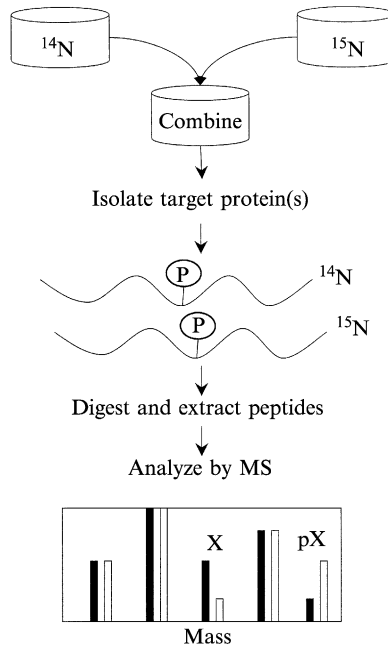 ¹⁴N ¹⁵N
Combine
Isolate target protein(s)
P ¹⁴N
P ¹⁵N
Digest and extract peptides
Analyze by MS
X pX
Mass